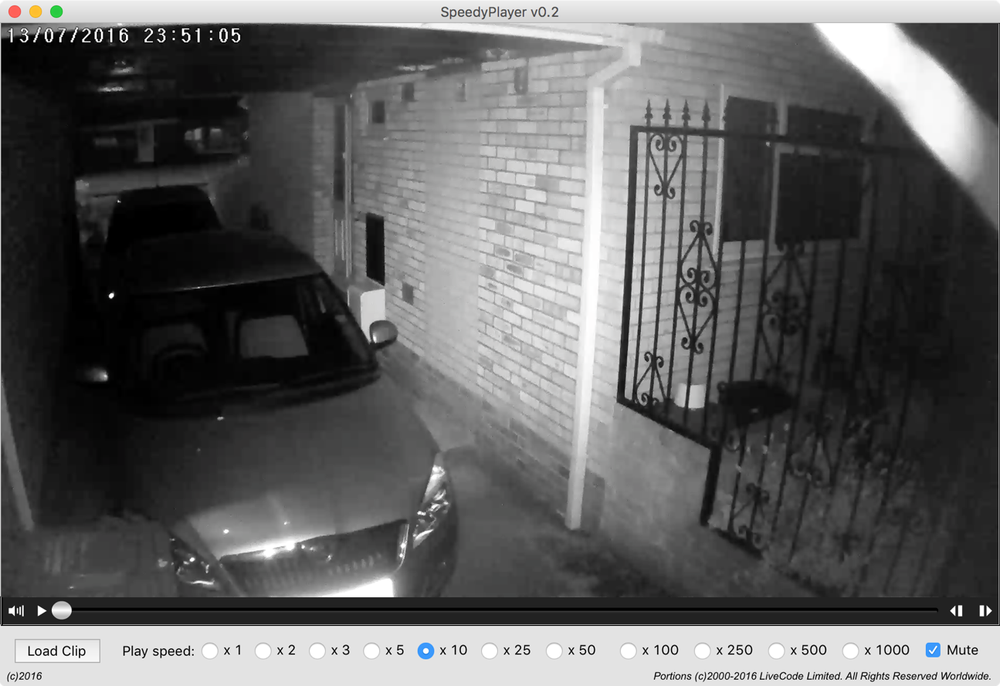 SpeedyPlayer v0.2
13/07/2016 23:51:05
Load Clip Play speed: x 1 x 2 x 3 x 5 x 10 x 25 x 50 x 100 x 250 x 500 x 1000 Mute
(c)2016 Portions (c)2000-2016 LiveCode Limited. All Rights Reserved Worldwide.